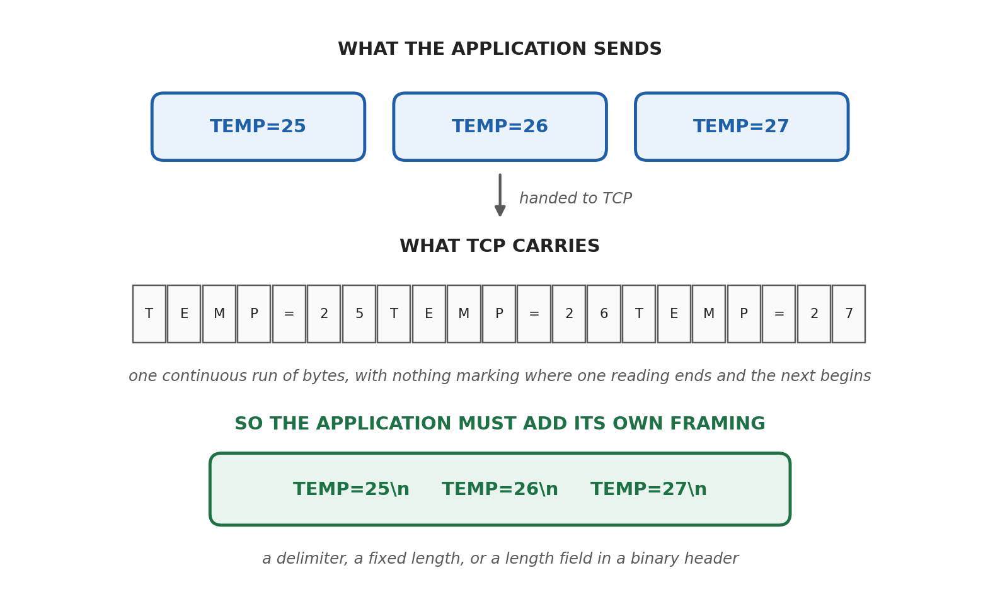 WHAT THE APPLICATION SENDS
TEMP=25 TEMP=26 TEMP=27
handed to TCP
WHAT TCP CARRIES
T E M P = 2 5 T E M P = 2 6 T E M P = 2 7
one continuous run of bytes, with nothing marking where one reading ends and the next begins
SO THE APPLICATION MUST ADD ITS OWN FRAMING
TEMP=25\n TEMP=26\n TEMP=27\n
a delimiter, a fixed length, or a length field in a binary header